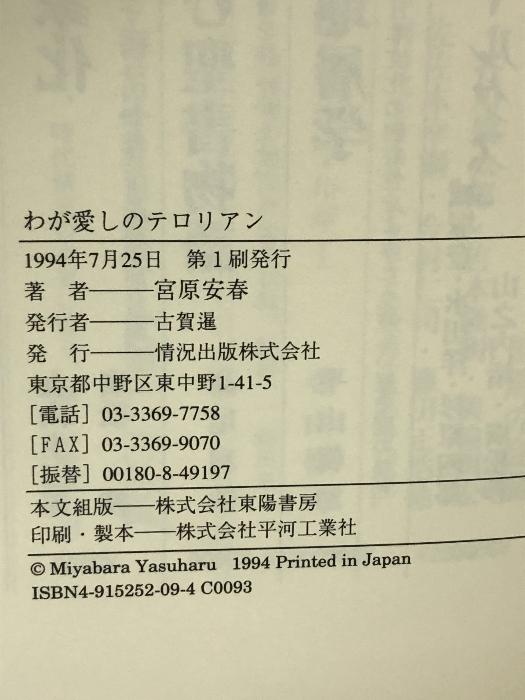 わが愛しのテロリアン
1994年7月25日　第1刷発行
著　者———宮原安春
発行者———古賀暹
発　行———情況出版株式会社
東京都中野区東中野1-41-5
［電話］03-3369-7758
［FAX］03-3369-9070
［振替］00180-8-49197
本文組版——株式会社東陽書房
印刷・製本——株式会社平河工業社
© Miyabara Yasuharu　1994 Printed in Japan
ISBN4-915252-09-4 C0093